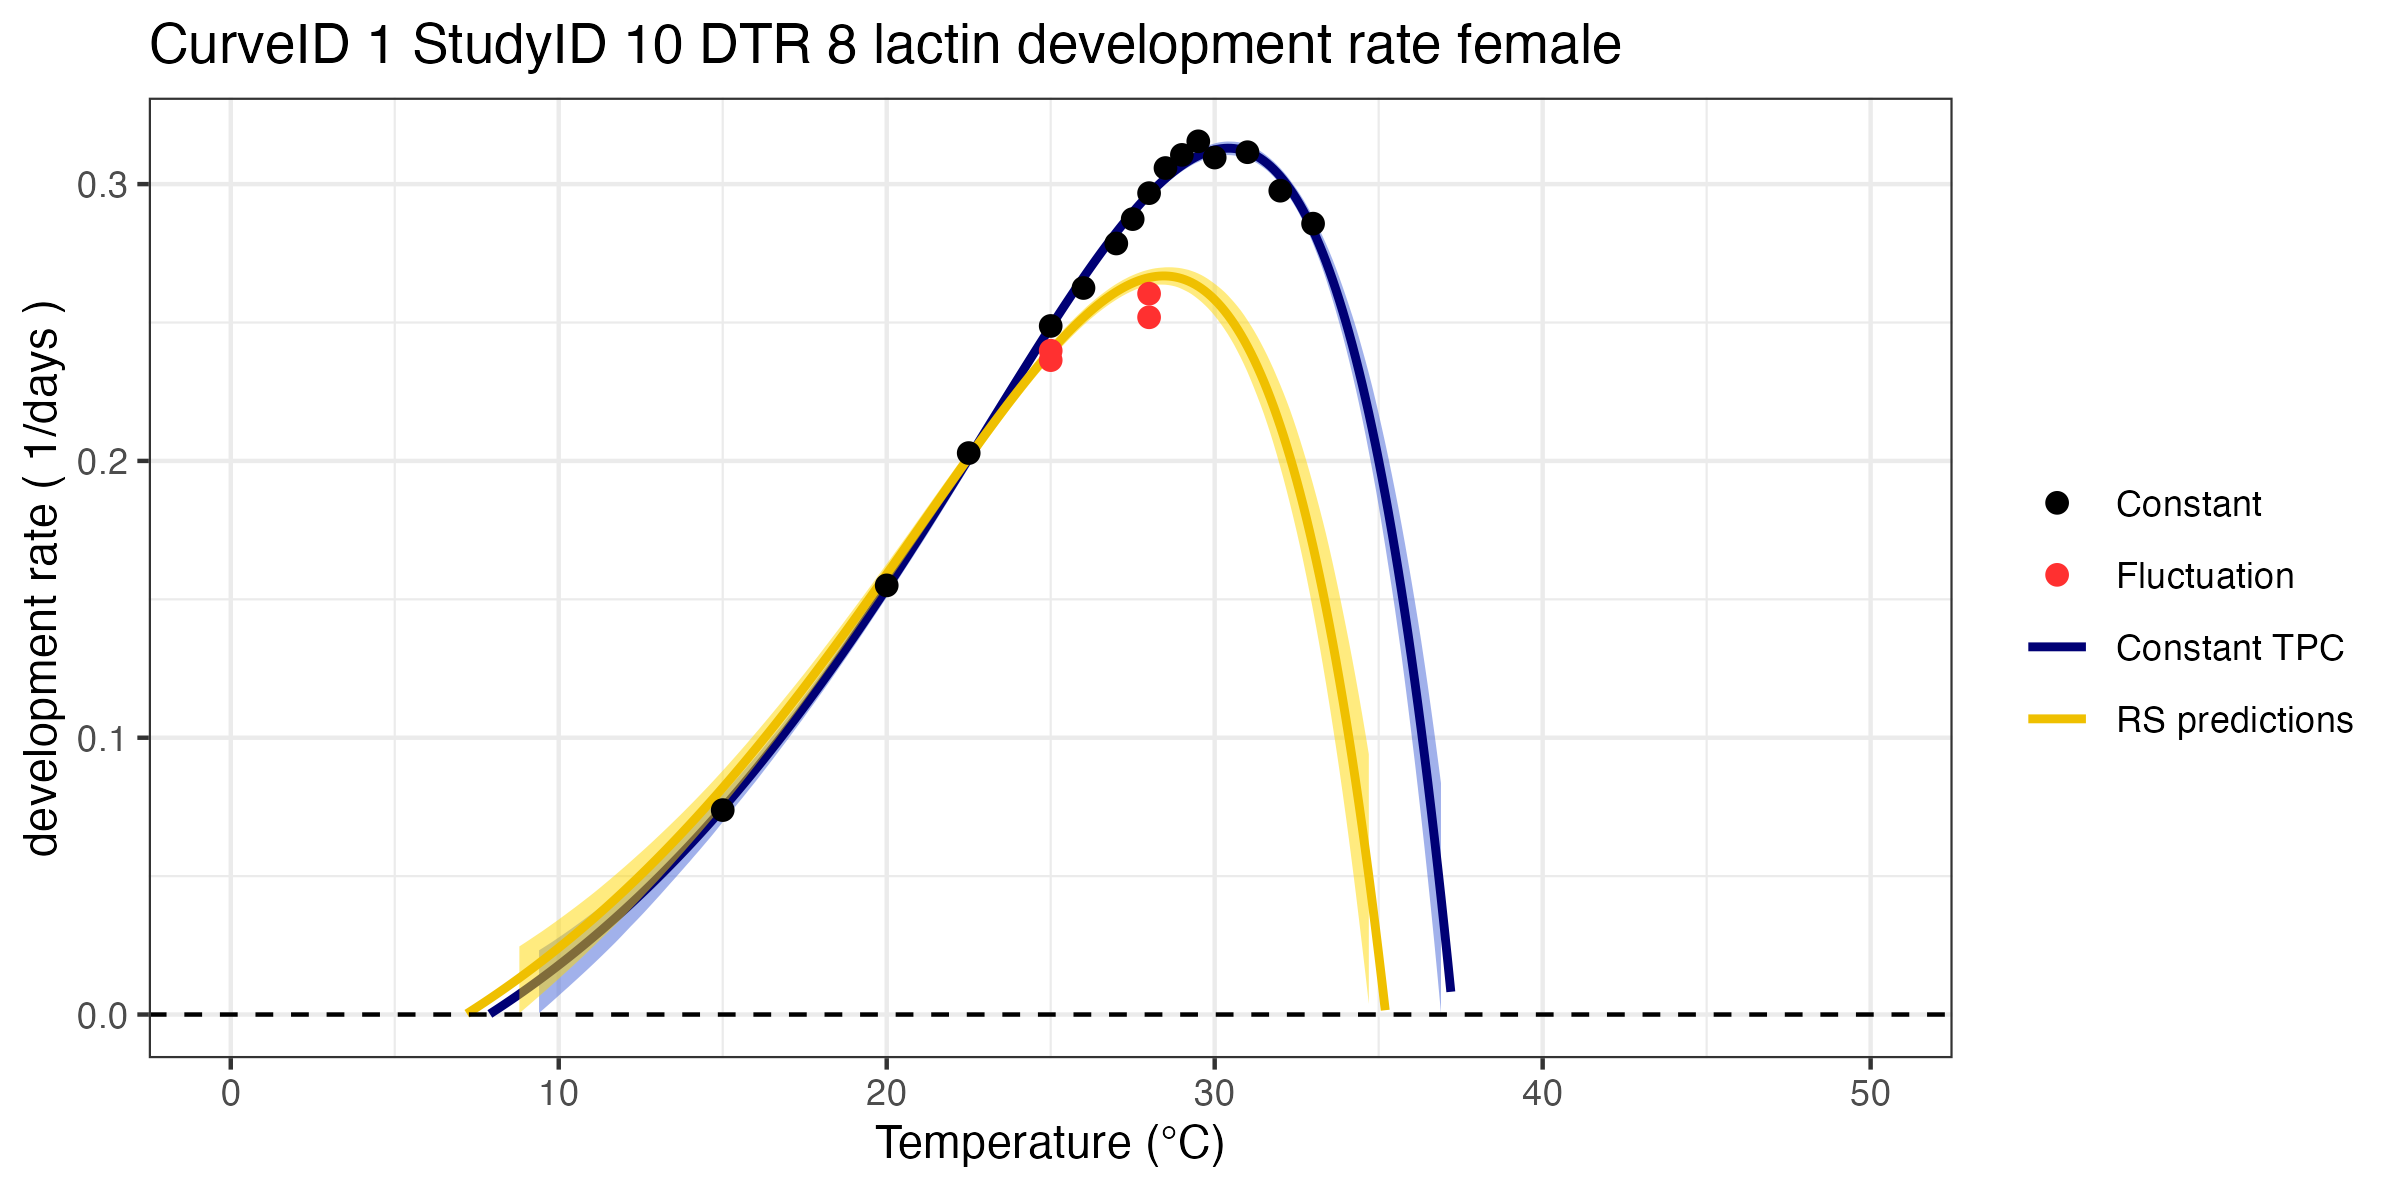 CurveID 1 StudyID 10 DTR 8 lactin development rate female
development rate ( 1/days )
0.3
0.2
0.1
0.0
0 10 20 30 40 50
Temperature (°C)
Constant
Fluctuation
Constant TPC
RS predictions